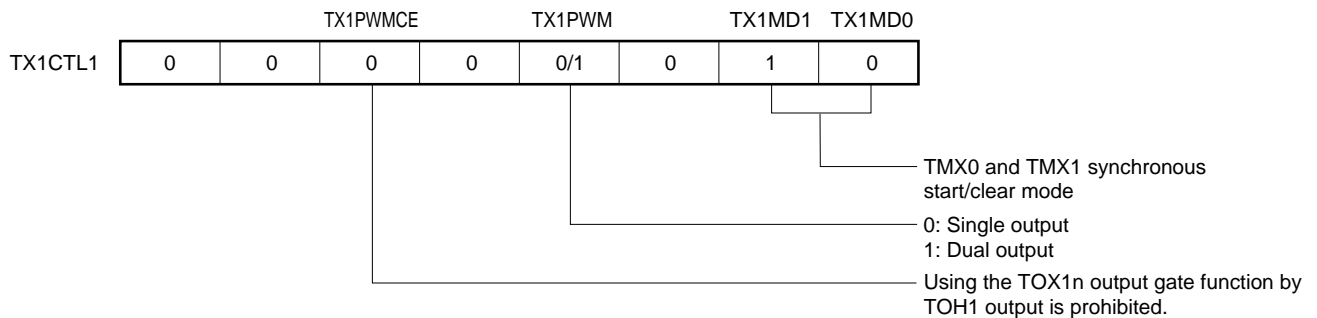 TX1PWMCE TX1PWM TX1MD1 TX1MD0
TX1CTL1 0 0 0 0 0/1 0 1 0
TMX0 and TMX1 synchronous
start/clear mode
0: Single output
1: Dual output
Using the TOX1n output gate function by
TOH1 output is prohibited.